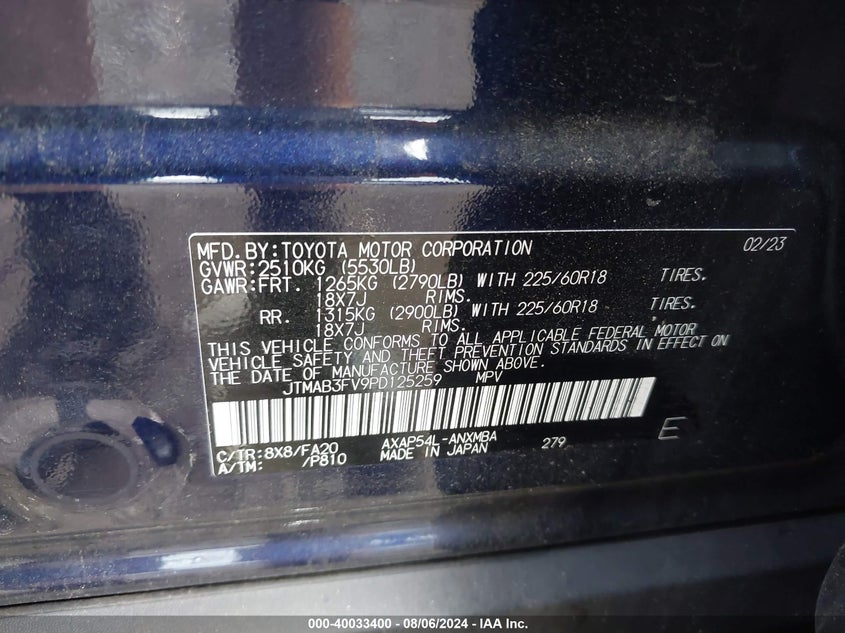 MFD.BY:TOYOTA MOTOR CORPORATION 02/23
GVWR:2510KG (5530LB)
GAWR:FRT. 1265KG (2790LB) WITH 225/60R18 TIRES.
18X7J RIMS.
RR. 1315KG (2900LB) WITH 225/60R18 TIRES.
18X7J RIMS.
THIS VEHICLE CONFORMS TO ALL APPLICABLE FEDERAL MOTOR
VEHICLE SAFETY AND THEFT PREVENTION STANDARDS IN EFFECT ON
THE DATE OF MANUFACTURE SHOWN ABOVE.
JTMAB3FV9PD125259 MPV
C/TR:8X8/FA20 AXAP54L-ANXMBA 279 E
A/TM: /P810 MADE IN JAPAN
000-40033400 - 08/06/2024 - IAA Inc.